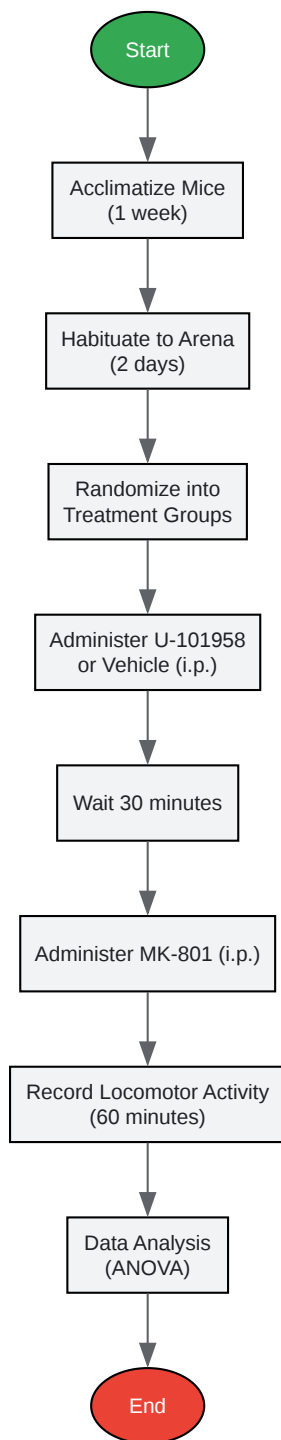 Start
Acclimatize Mice
(1 week)
Habituate to Arena
(2 days)
Randomize into
Treatment Groups
Administer U-101958
or Vehicle (i.p.)
Wait 30 minutes
Administer MK-801 (i.p.)
Record Locomotor Activity
(60 minutes)
Data Analysis
(ANOVA)
End